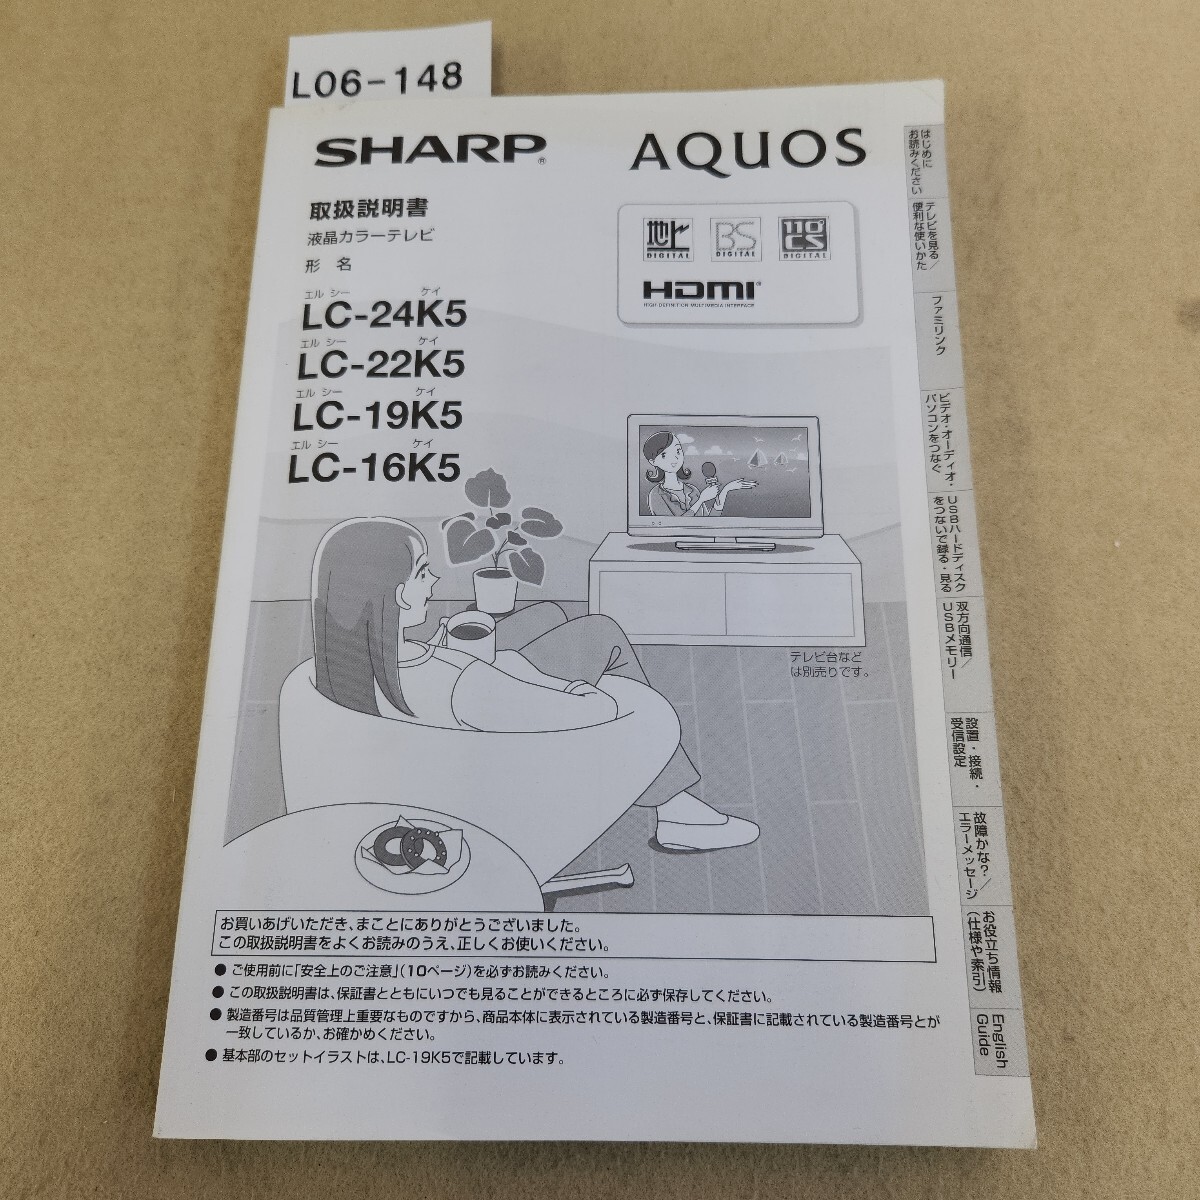 L06-148
SHARP®
AQUOS
取扱説明書
液晶カラーテレビ
形 名
エル シー ケイ
LC-24K5
エル シー ケイ
LC-22K5
エル シー ケイ
LC-19K5
エル シー ケイ
LC-16K5
地上 DIGITAL
BS DIGITAL
110°CS DIGITAL
HDMI®
HIGH-DEFINITION MULTIMEDIA INTERFACE
テレビ台など
は別売りです。
お買いあげいただき、まことにありがとうございました。
この取扱説明書をよくお読みのうえ、正しくお使いください。
● ご使用前に「安全上のご注意」(10ページ)を必ずお読みください。
● この取扱説明書は、保証書とともにいつでも見ることができるところに必ず保存してください。
● 製造番号は品質管理上重要なものですから、商品本体に表示されている製造番号と、保証書に記載されている製造番号とが
一致しているか、お確かめください。
● 基本部のセットイラストは、LC-19K5で記載しています。
はじめに
お読みください
テレビを見る／
便利な使いかた
ファミリンク
ビデオ・オーディオ・
パソコンをつなぐ
USBハードディスク
をつないで録る・見る
双方向通信／
USBメモリー
設置・接続・
受信設定
故障かな？／
エラーメッセージ
お役立ち情報
(仕様や索引)
English
Guide